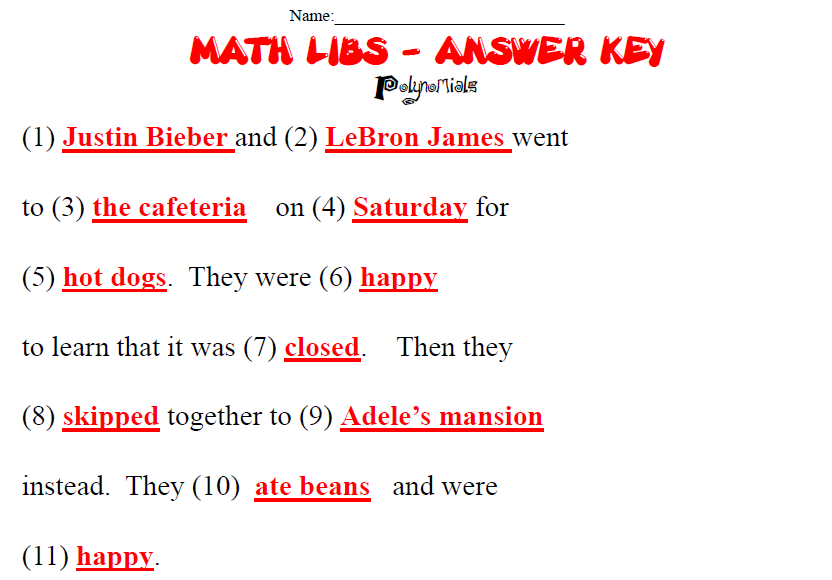 Name:
MATH LIBS - ANSWER KEY
Polynomials
(1) Justin Bieber and (2) LeBron James went
to (3) the cafeteria on (4) Saturday for
(5) hot dogs. They were (6) happy
to learn that it was (7) closed. Then they
(8) skipped together to (9) Adele’s mansion
instead. They (10) ate beans and were
(11) happy.